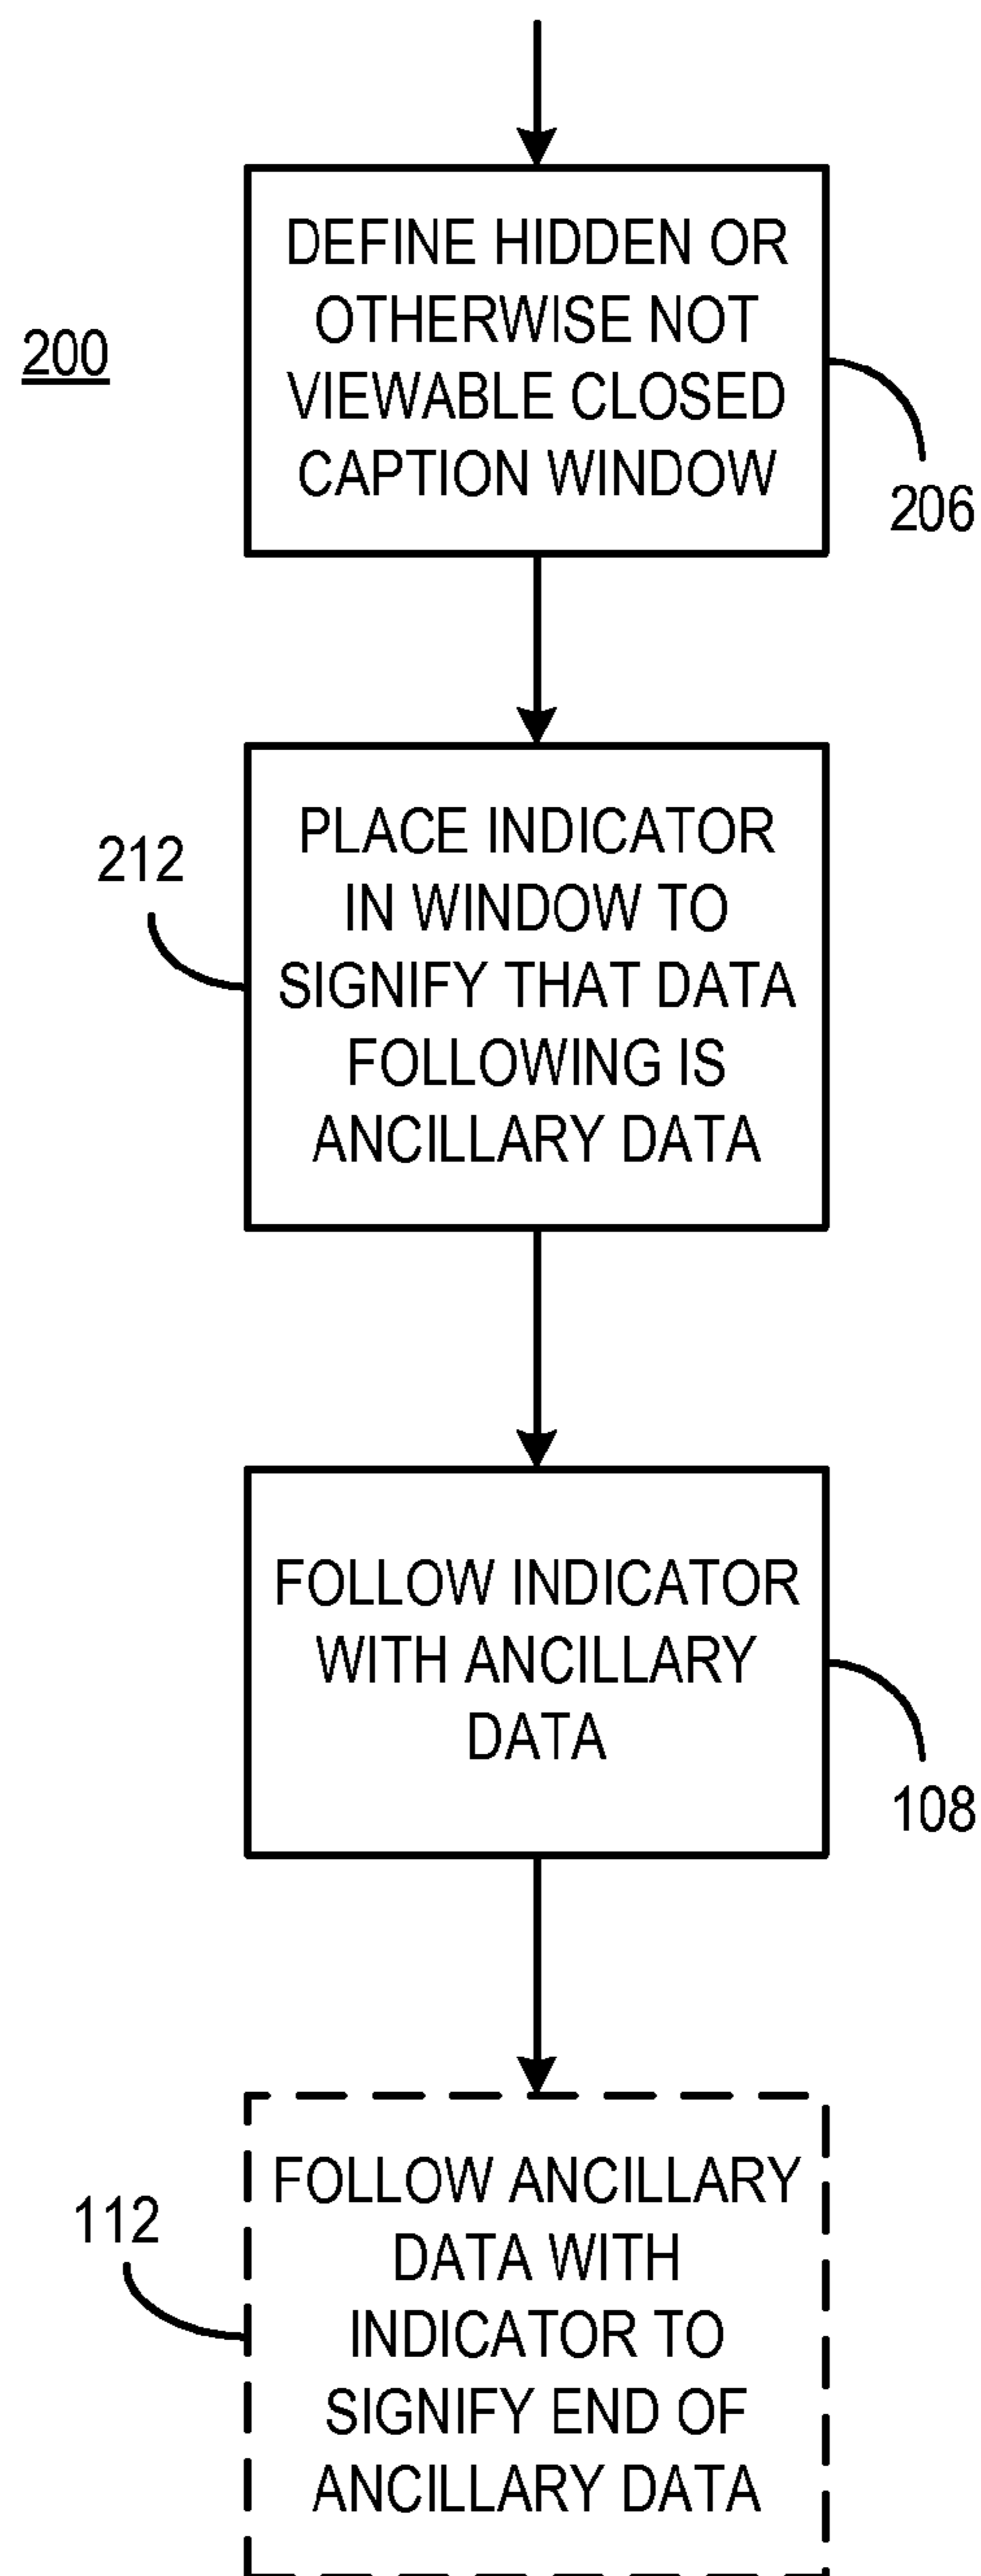 DEFINE HIDDEN OR
OTHERWISE NOT
VIEWABLE CLOSED
CAPTION WINDOW
200
206
PLACE INDICATOR
IN WINDOW TO
SIGNIFY THAT DATA
FOLLOWING IS
ANCILLARY DATA
212
FOLLOW INDICATOR
WITH ANCILLARY
DATA
108
FOLLOW ANCILLARY
DATA WITH
INDICATOR TO
SIGNIFY END OF
ANCILLARY DATA
112